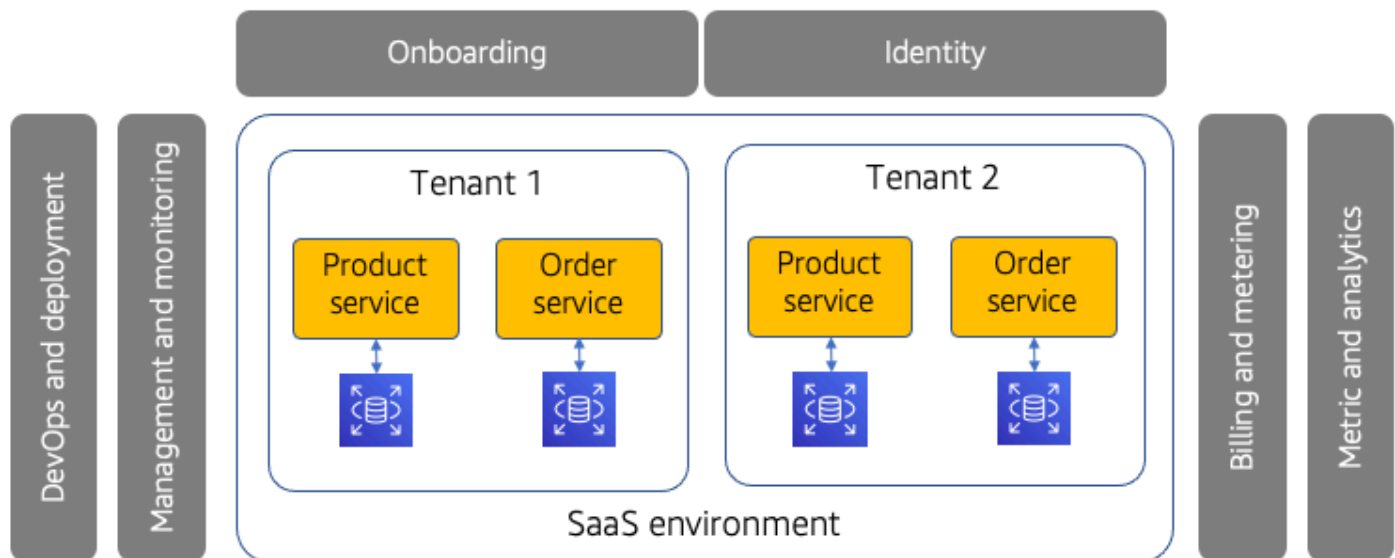 Onboarding
Identity
DevOps and deployment
Management and monitoring
Tenant 1
Product
service
Order
service
Tenant 2
Product
service
Order
service
SaaS environment
Billing and metering
Metric and analytics